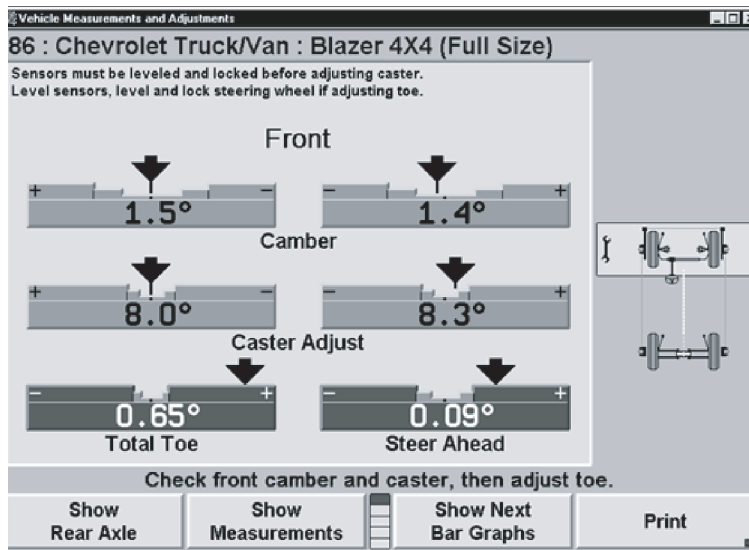 Vehicle Measurements and Adjustments
86 : Chevrolet Truck/Van : Blazer 4X4 (Full Size)
Sensors must be leveled and locked before adjusting caster.
Level sensors, level and lock steering wheel if adjusting toe.
Front
+ - - +
1.5° 1.4°
Camber
+ - - +
8.0° 8.3°
Caster Adjust
- + - +
0.65° 0.09°
Total Toe Steer Ahead
Check front camber and caster, then adjust toe.
Show Show Show Next Print
Rear Axle Measurements Bar Graphs